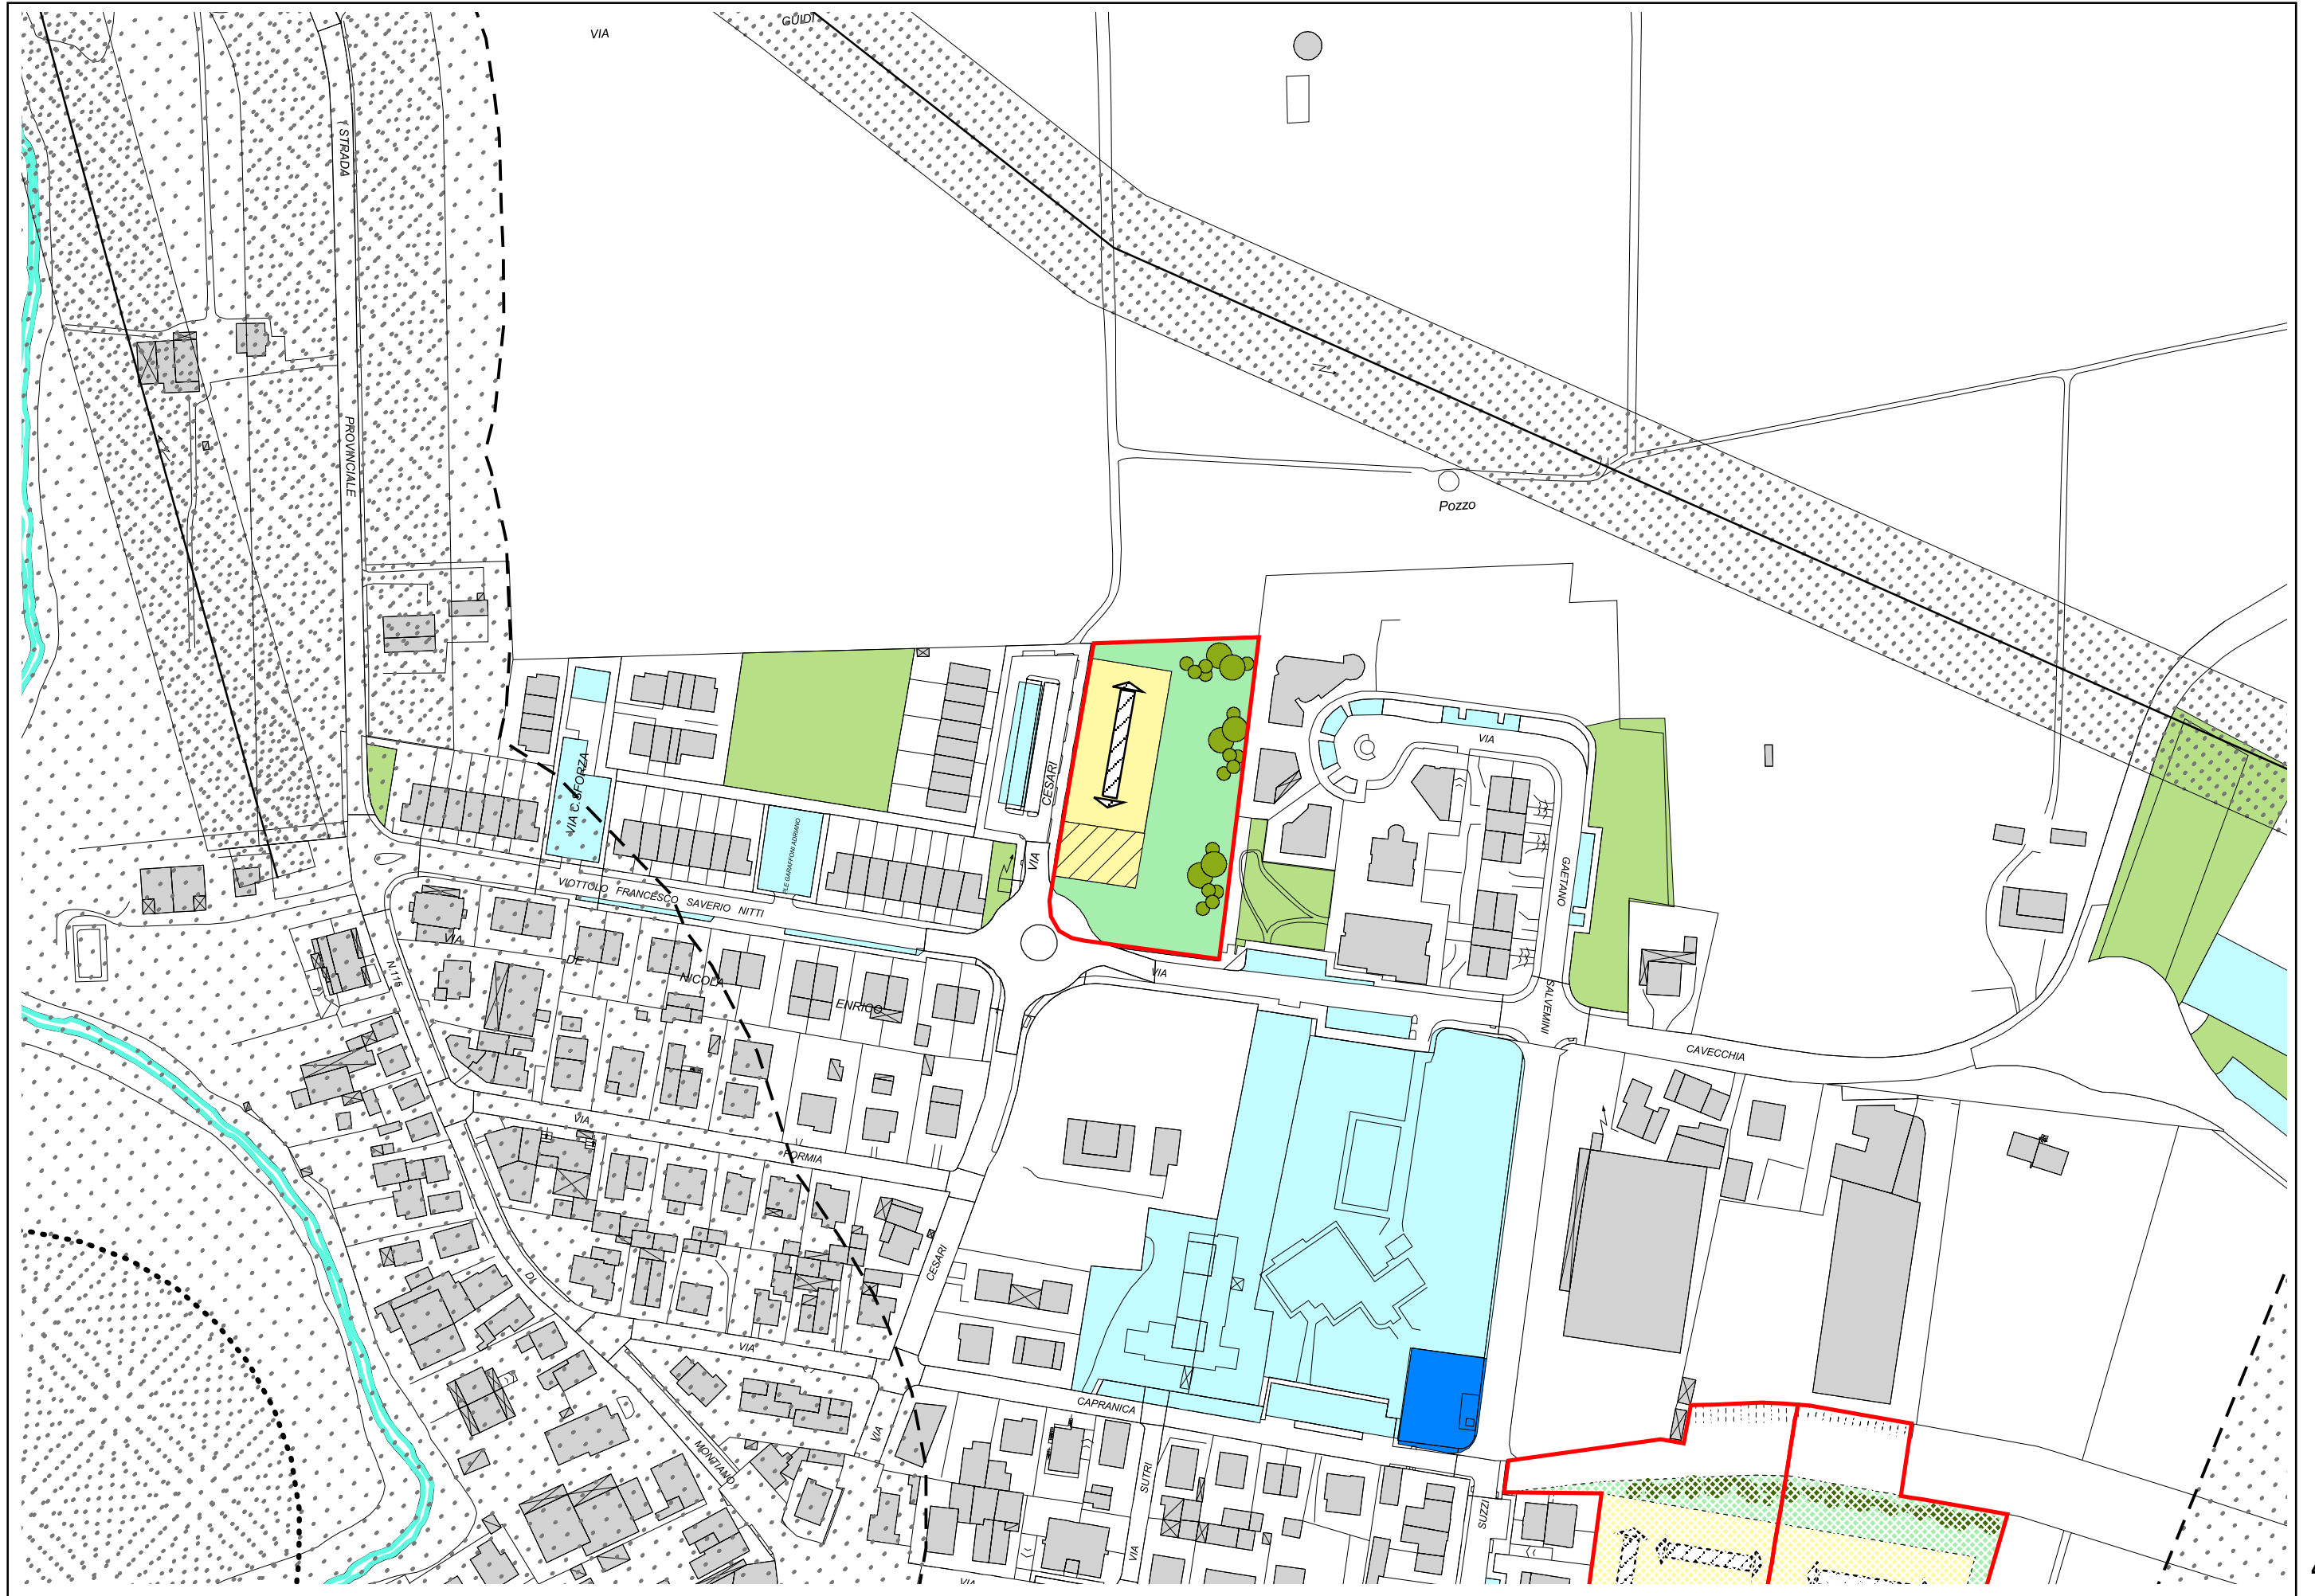 VIA
GUIDI
STRADA
PROVINCIALE
Pozzo
VIA C.SFORZA
CESARI
VIA
VIA
GAETANO
SALVEMINI
P.LE GARAFFONI ADRIANO
VIOTTOLO FRANCESCO SAVERIO NITTI
VIA
DE
NICOLA
ENRICO
N.116
VIA
CAVECCHIA
VIA
FORMIA
CESARI
DI
MONTIANO
VIA
VIA
CAPRANICA
SUTRI
VIA
SUZZI
VIA